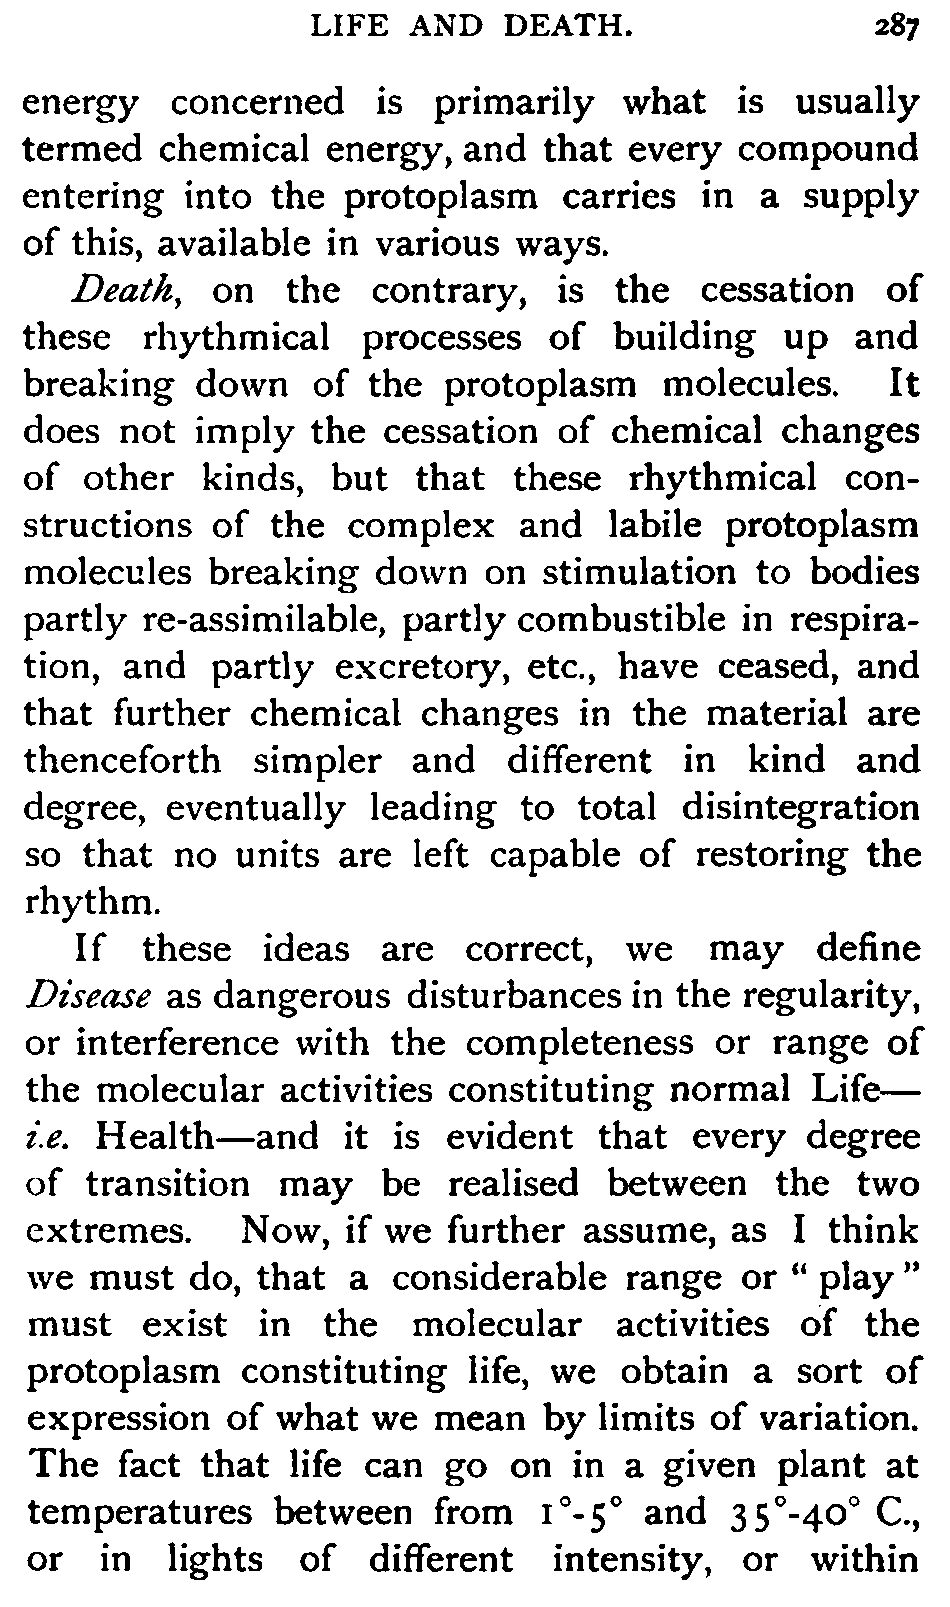 LIFE AND DEATH. 287
energy concerned is primarily what is usually
termed chemical energy, and that every compound
entering into the protoplasm carries in a supply
of this, available in various ways.
Death, on the contrary, is the cessation of
these rhythmical processes of building up and
breaking down of the protoplasm molecules. It
does not imply the cessation of chemical changes
of other kinds, but that these rhythmical con-
structions of the complex and labile protoplasm
molecules breaking down on stimulation to bodies
partly re-assimilable, partly combustible in respira-
tion, and partly excretory, etc., have ceased, and
that further chemical changes in the material are
thenceforth simpler and different in kind and
degree, eventually leading to total disintegration
so that no units are left capable of restoring the
rhythm.
If these ideas are correct, we may define
Disease as dangerous disturbances in the regularity,
or interference with the completeness or range of
the molecular activities constituting normal Life—
i.e. Health—and it is evident that every degree
of transition may be realised between the two
extremes. Now, if we further assume, as I think
we must do, that a considerable range or “ play ”
must exist in the molecular activities of the
protoplasm constituting life, we obtain a sort of
expression of what we mean by limits of variation.
The fact that life can go on in a given plant at
temperatures between from 1°-5° and 35°-40° C.,
or in lights of different intensity, or within